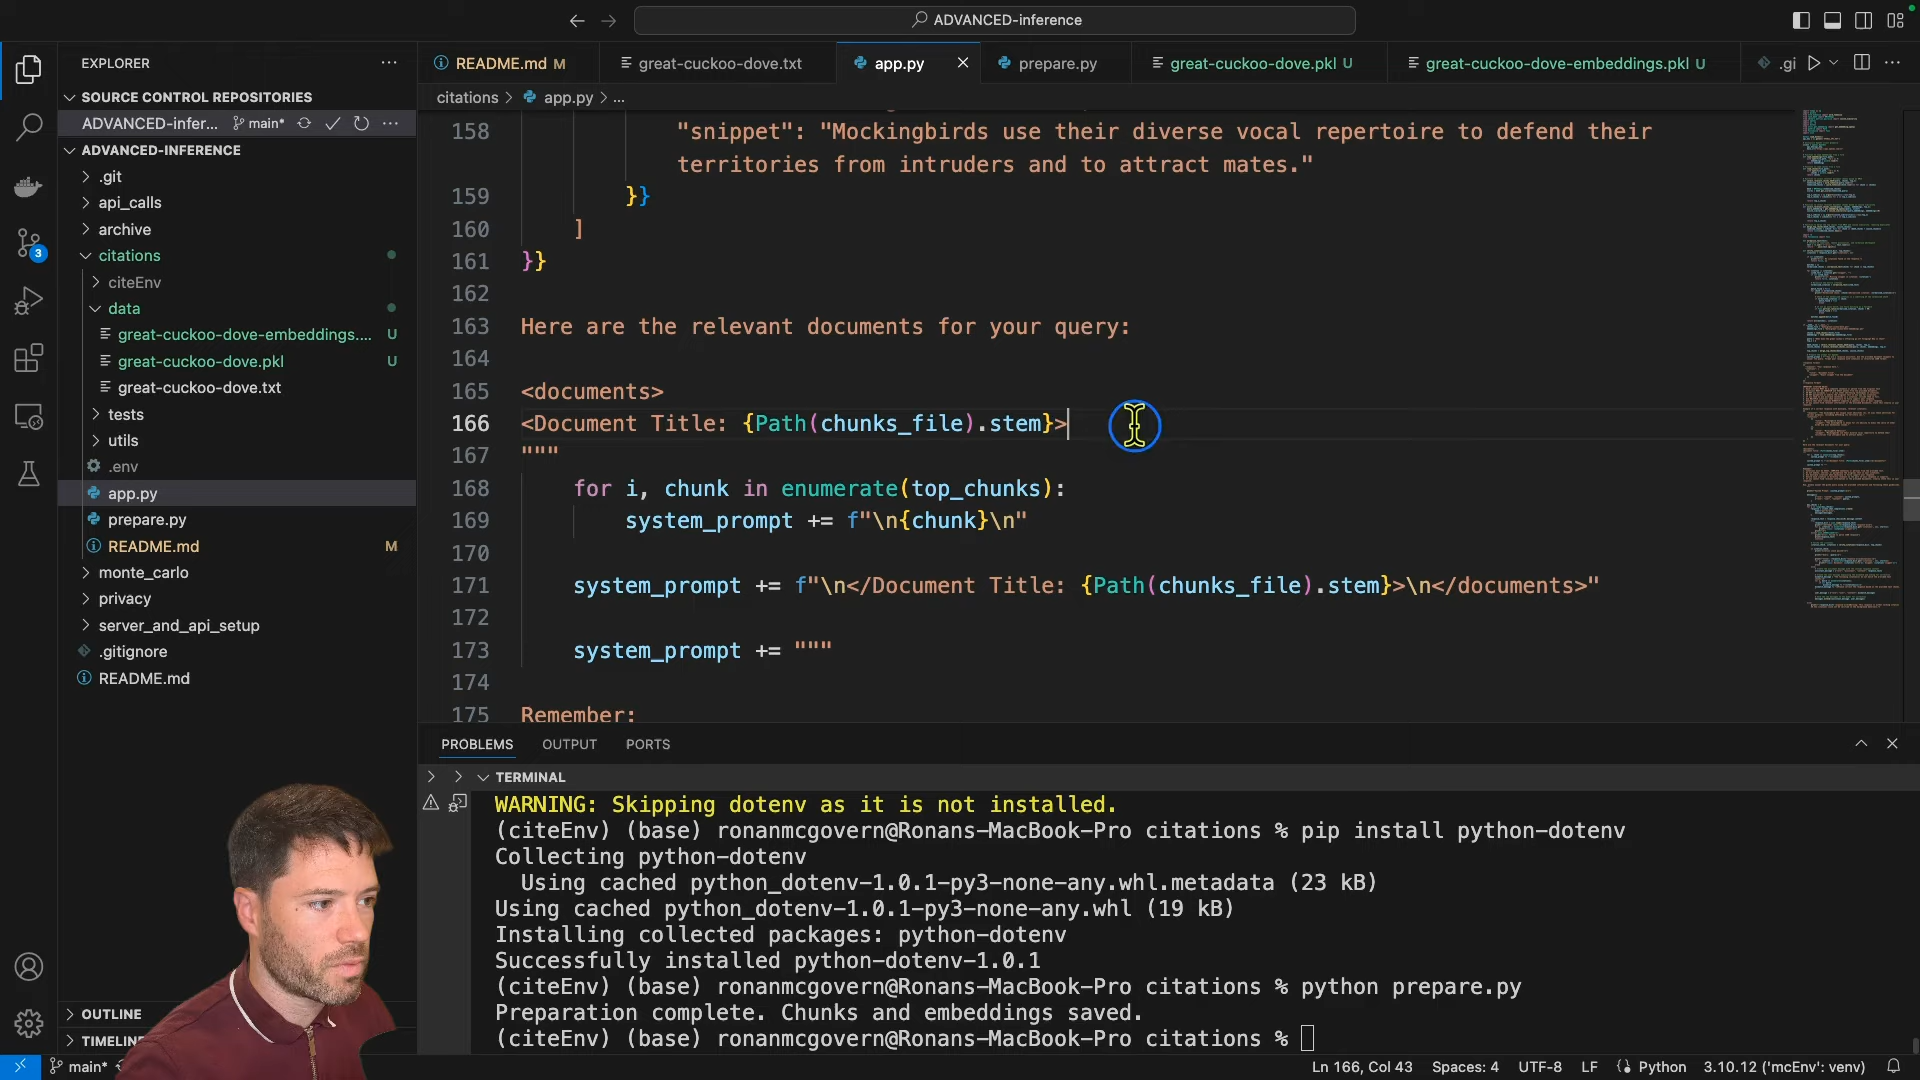 ADVANCED-inference
EXPLORER
SOURCE CONTROL REPOSITORIES
ADVANCED-infer... main*
ADVANCED-INFERENCE
.git
api_calls
archive
citations
citeEnv
data
great-cuckoo-dove-embeddings.... U
great-cuckoo-dove.pkl U
great-cuckoo-dove.txt
tests
utils
.env
app.py
prepare.py
README.md M
monte_carlo
privacy
server_and_api_setup
.gitignore
README.md
OUTLINE
README.md M great-cuckoo-dove.txt app.py prepare.py great-cuckoo-dove.pkl U great-cuckoo-dove-embeddings.pkl U .gi
citations > app.py > ...
158 "snippet": "Mockingbirds use their diverse vocal repertoire to defend their
territories from intruders and to attract mates."
159 }}
160 ]
161 }}
162
163 Here are the relevant documents for your query:
164
165 <documents>
166 <Document Title: {Path(chunks_file).stem}>
167 """
168 for i, chunk in enumerate(top_chunks):
169 system_prompt += f"\n{chunk}\n"
170
171 system_prompt += f"\n</Document Title: {Path(chunks_file).stem}>\n</documents>"
172
173 system_prompt += """
174
175 Remember:
PROBLEMS OUTPUT PORTS
TERMINAL
WARNING: Skipping dotenv as it is not installed.
(citeEnv) (base) ronanmcgovern@Ronans-MacBook-Pro citations % pip install python-dotenv
Collecting python-dotenv
Using cached python_dotenv-1.0.1-py3-none-any.whl.metadata (23 kB)
Using cached python_dotenv-1.0.1-py3-none-any.whl (19 kB)
Installing collected packages: python-dotenv
Successfully installed python-dotenv-1.0.1
(citeEnv) (base) ronanmcgovern@Ronans-MacBook-Pro citations % python prepare.py
Preparation complete. Chunks and embeddings saved.
(citeEnv) (base) ronanmcgovern@Ronans-MacBook-Pro citations %
3
main* Ln 166, Col 43 Spaces: 4 UTF-8 LF Python 3.10.12 ('mcEnv': venv)